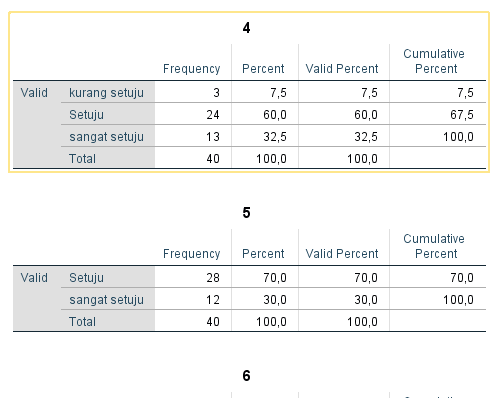 4
Frequency Percent Valid Percent Cumulative Percent
Valid kurang setuju 3 7,5 7,5 7,5
Setuju 24 60,0 60,0 67,5
sangat setuju 13 32,5 32,5 100,0
Total 40 100,0 100,0
5
Frequency Percent Valid Percent Cumulative Percent
Valid Setuju 28 70,0 70,0 70,0
sangat setuju 12 30,0 30,0 100,0
Total 40 100,0 100,0
6